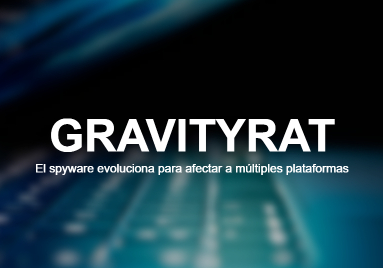 GRAVITYRAT
El spyware evoluciona para afectar a múltiples plataformas